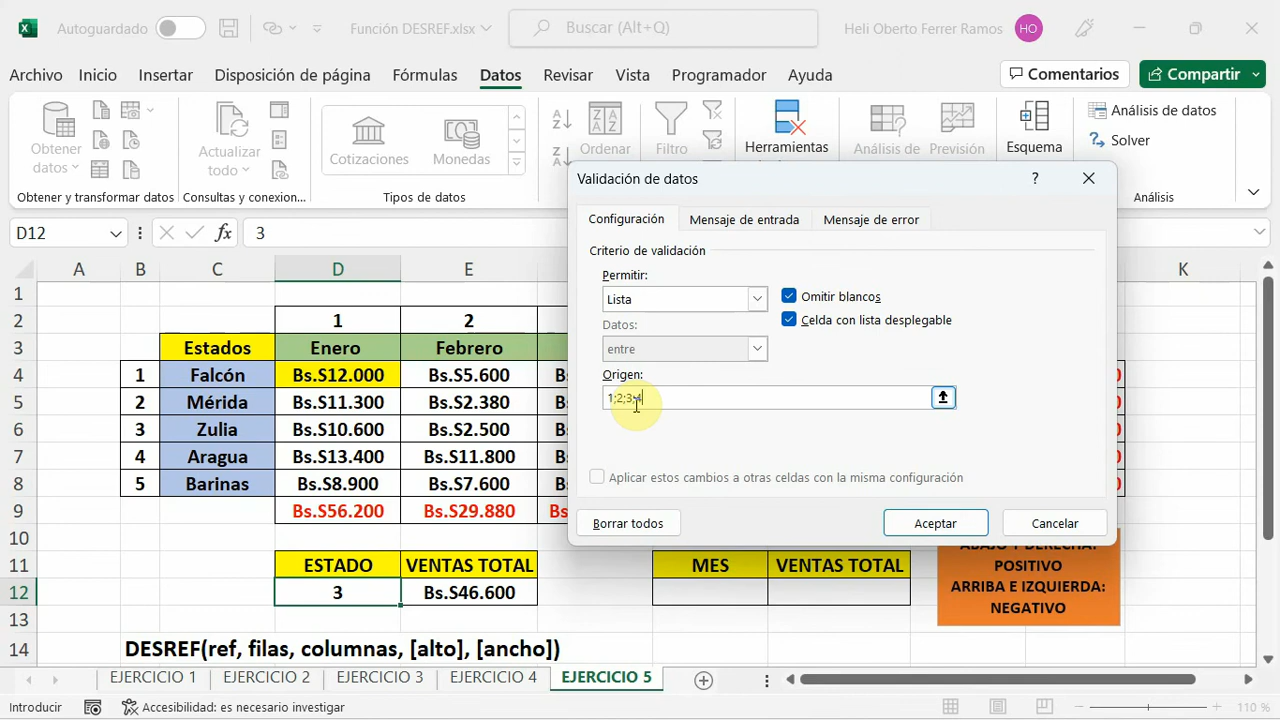 Autoguardado
Función DESREF.xlsx
Buscar (Alt+Q)
Heli Oberto Ferrer Ramos
HO
Archivo Inicio Insertar Disposición de página Fórmulas Datos Revisar Vista Programador Ayuda
Comentarios
Compartir
Obtener datos
Actualizar todo
Cotizaciones
Monedas
Ordenar
Filtro
Herramientas
Análisis de
Previsión
Esquema
Análisis de datos
Solver
Obtener y transformar datos
Consultas y conexion...
Tipos de datos
Análisis
D12
fx
3
Validación de datos
?
Configuración Mensaje de entrada Mensaje de error
Criterio de validación
Permitir:
Lista
Omitir blancos
Datos:
Celda con lista desplegable
entre
Origen:
1;2;3;4
Aplicar estos cambios a otras celdas con la misma configuración
Borrar todos
Aceptar
Cancelar
A B C D E K
1
2 1 2
3 Estados Enero Febrero
4 1 Falcón Bs.S12.000 Bs.S5.600 Bs
5 2 Mérida Bs.S11.300 Bs.S2.380 Bs
6 3 Zulia Bs.S10.600 Bs.S2.500 Bs
7 4 Aragua Bs.S13.400 Bs.S11.800 Bs
8 5 Barinas Bs.S8.900 Bs.S7.600 Bs
9 Bs.S56.200 Bs.S29.880 Bs
10
11 ESTADO VENTAS TOTAL MES VENTAS TOTAL
12 3 Bs.S46.600
ABAJO Y DERECHA:
POSITIVO
ARRIBA E IZQUIERDA:
NEGATIVO
13
14 DESREF(ref, filas, columnas, [alto], [ancho])
EJERCICIO 1 EJERCICIO 2 EJERCICIO 3 EJERCICIO 4 EJERCICIO 5
Introducir
Accesibilidad: es necesario investigar
110 %